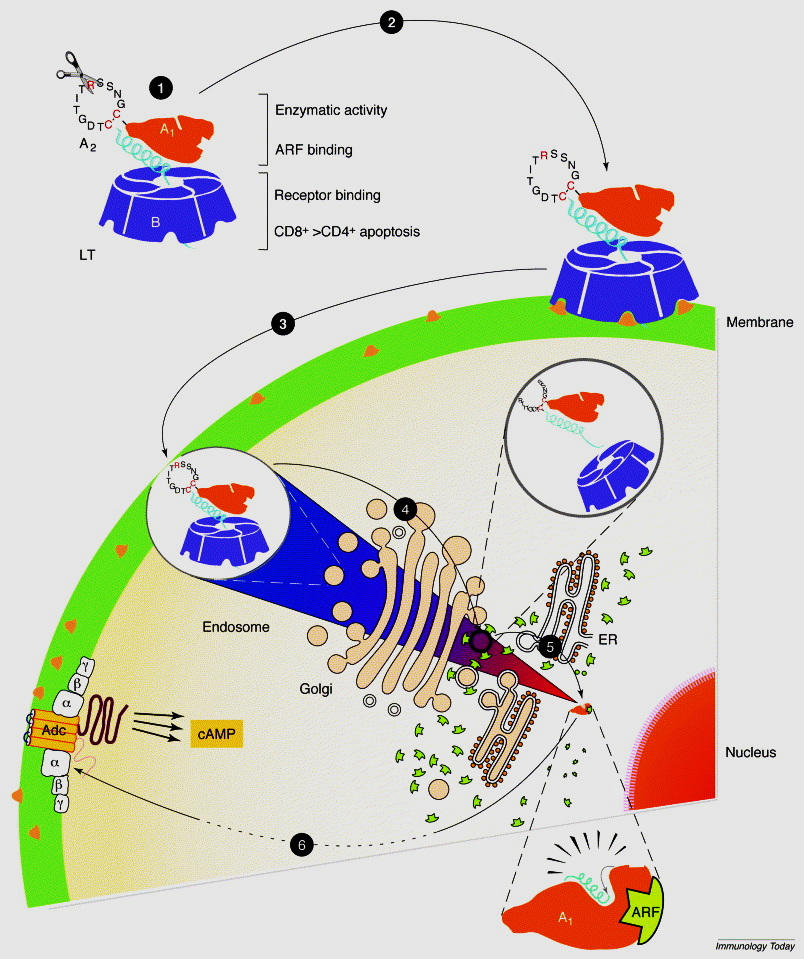 2
1
T R S S N G C C T D G T I
A1
A2
Enzymatic activity
ARF binding
Receptor binding
CD8+ >CD4+ apoptosis
B
LT
T R S S N G C C T D G T I
3
Membrane
T R S S N G C C T D G T I
4
Endosome
5
ER
Golgi
γ
β
α
Adc
cAMP
α
β
γ
Nucleus
6
A1
ARF
Immunology Today